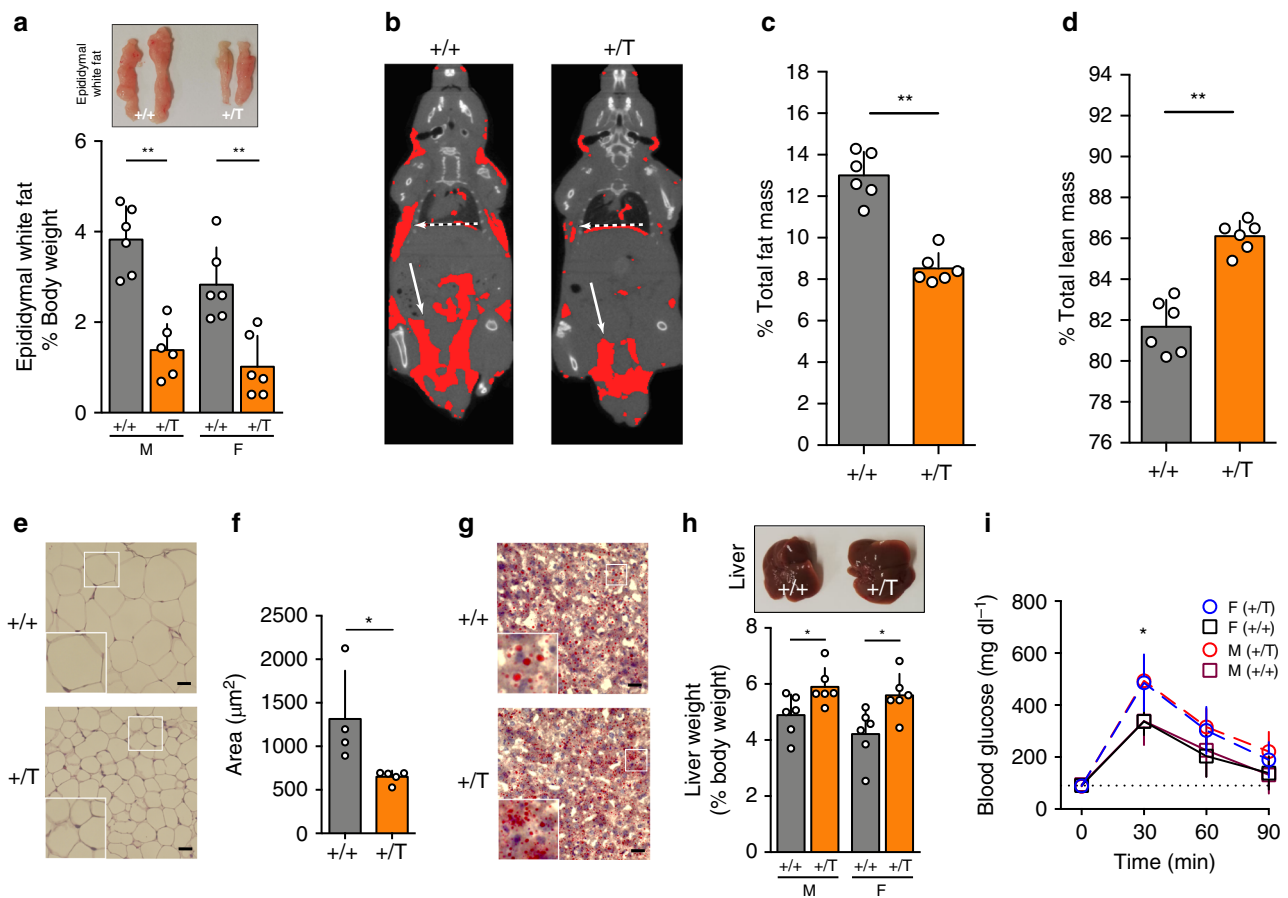 a
Epididymal
white fat
+/+
+/T
Epididymal white fat
% Body weight
6
4
2
0
**
**
+/+
+/T
+/+
+/T
M
F
b
+/+
+/T
c
% Total fat mass
18
16
14
12
10
8
6
4
2
0
**
+/+
+/T
d
% Total lean mass
94
92
90
88
86
84
82
80
78
76
**
+/+
+/T
e
+/+
+/T
f
Area (μm²)
2500
2000
1500
1000
500
0
*
+/+
+/T
g
+/+
+/T
h
Liver
+/+
+/T
Liver weight
(% body weight)
8
6
4
2
0
*
*
+/+
+/T
+/+
+/T
M
F
i
Blood glucose (mg dl⁻¹)
800
600
400
200
0
*
F (+/T)
F (+/+)
M (+/T)
M (+/+)
0
30
60
90
Time (min)